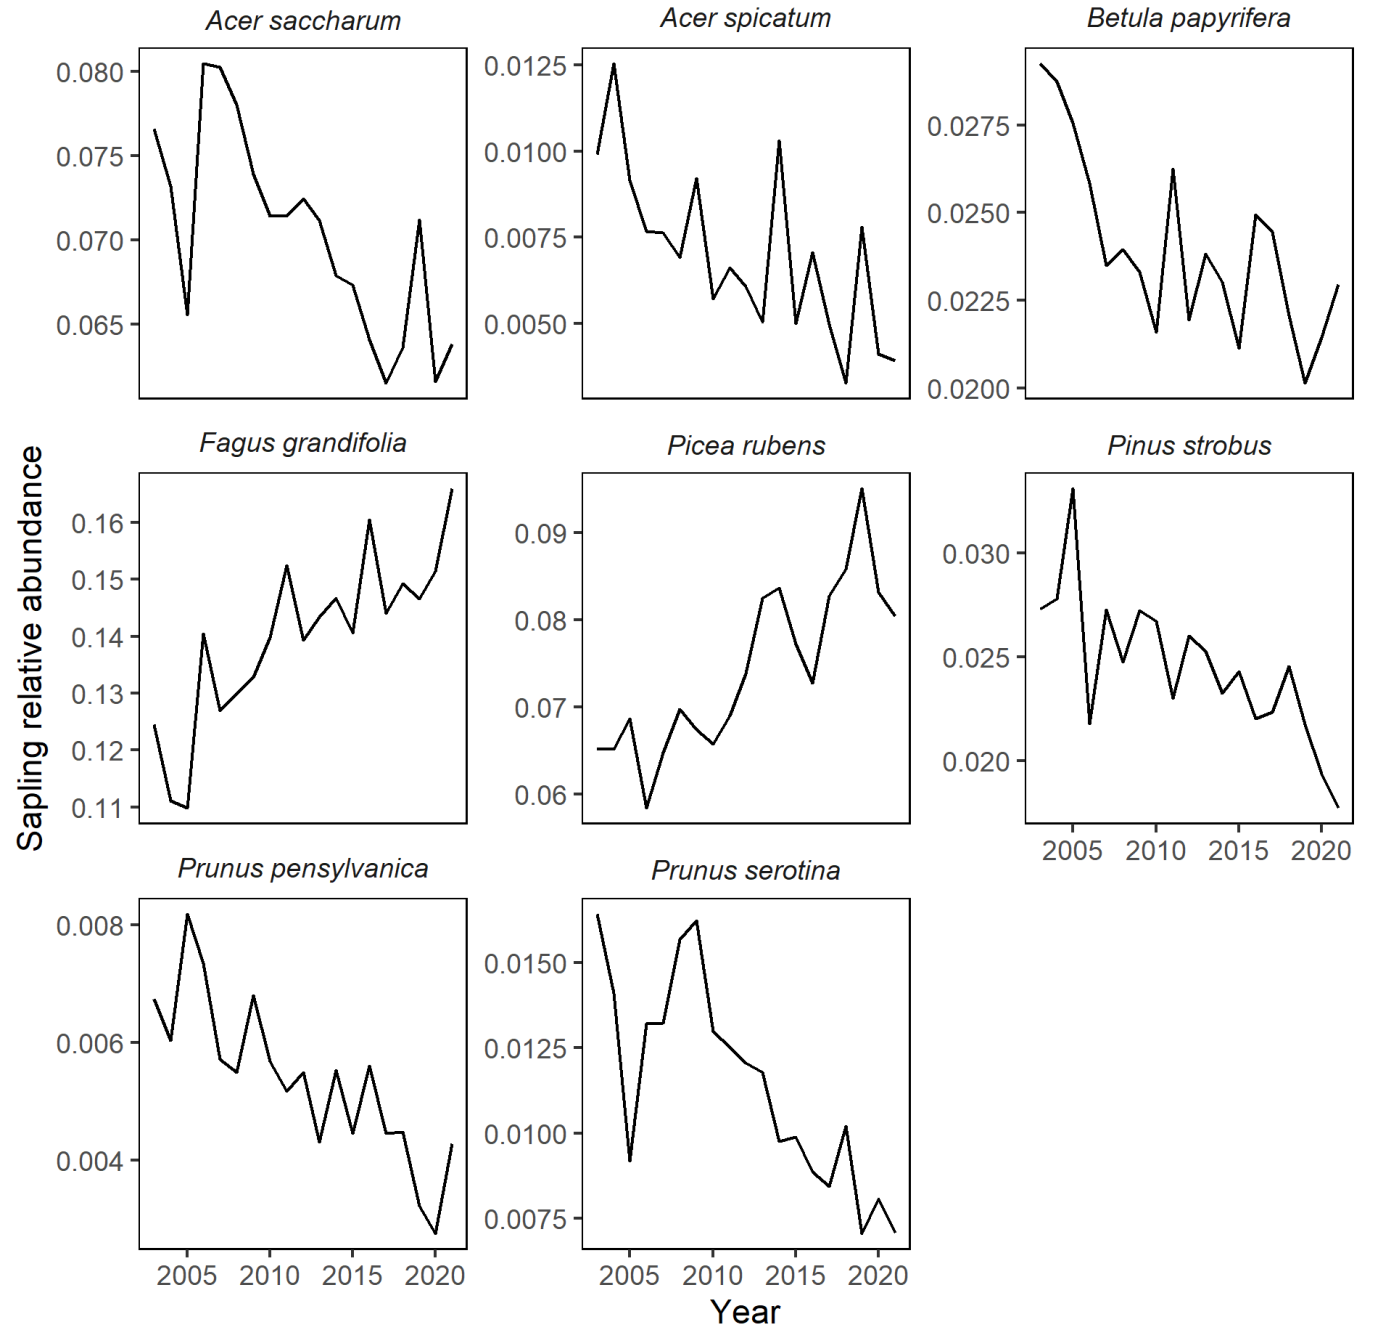 Acer saccharum
Acer spicatum
Betula papyrifera
0.080
0.075
0.070
0.065
0.0125
0.0100
0.0075
0.0050
0.0275
0.0250
0.0225
0.0200
Fagus grandifolia
Picea rubens
Pinus strobus
Sapling relative abundance
0.16
0.15
0.14
0.13
0.12
0.11
0.09
0.08
0.07
0.06
0.030
0.025
0.020
2005 2010 2015 2020
Prunus pensylvanica
Prunus serotina
0.008
0.006
0.004
0.0150
0.0125
0.0100
0.0075
2005 2010 2015 2020
2005 2010 2015 2020
Year